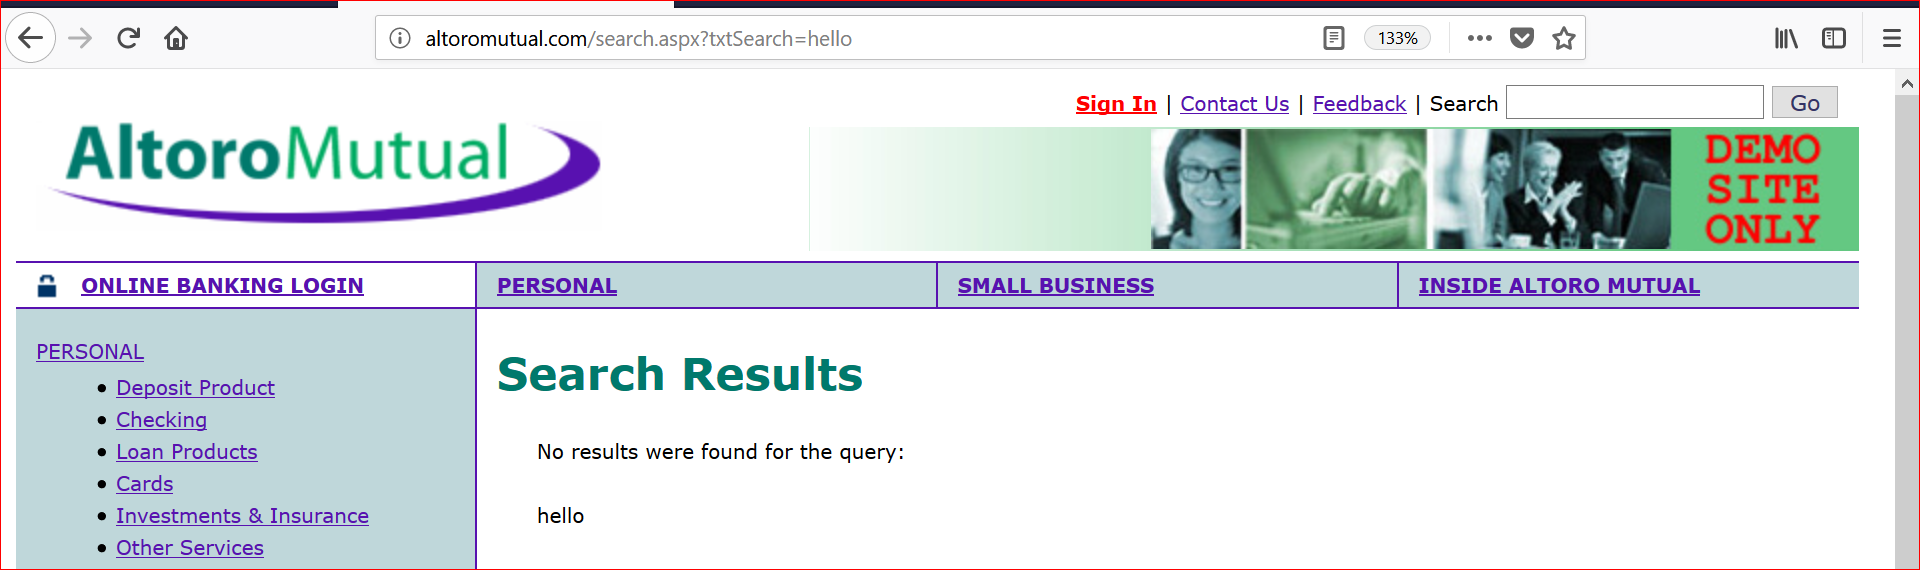 altoromutual.com/search.aspx?txtSearch=hello
133%
Sign In | Contact Us | Feedback | Search
Go
AltoroMutual
DEMO
SITE
ONLY
ONLINE BANKING LOGIN
PERSONAL
SMALL BUSINESS
INSIDE ALTORO MUTUAL
PERSONAL
Deposit Product
Checking
Loan Products
Cards
Investments & Insurance
Other Services
Search Results
No results were found for the query:
hello